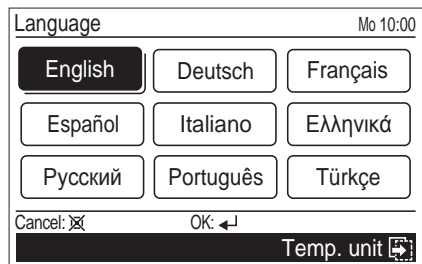 Language Mo 10:00
English Deutsch Français
Español Italiano Ελληνικά
Русский Português Türkçe
Cancel: OK:
Temp. unit